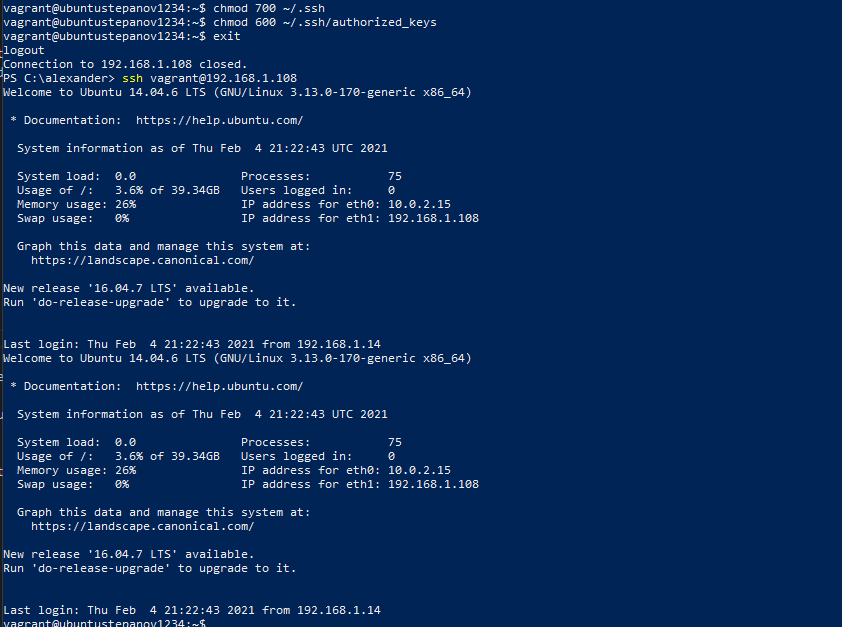 vagrant@ubuntustepanov1234:~$ chmod 700 ~/.ssh
vagrant@ubuntustepanov1234:~$ chmod 600 ~/.ssh/authorized_keys
vagrant@ubuntustepanov1234:~$ exit
logout
Connection to 192.168.1.108 closed.
PS C:\alexander> ssh vagrant@192.168.1.108
Welcome to Ubuntu 14.04.6 LTS (GNU/Linux 3.13.0-170-generic x86_64)
* Documentation:  https://help.ubuntu.com/
System information as of Thu Feb  4 21:22:43 UTC 2021
System load:  0.0               Processes:           75
Usage of /:   3.6% of 39.34GB   Users logged in:     0
Memory usage: 26%               IP address for eth0: 10.0.2.15
Swap usage:   0%                IP address for eth1: 192.168.1.108
Graph this data and manage this system at:
https://landscape.canonical.com/
New release '16.04.7 LTS' available.
Run 'do-release-upgrade' to upgrade to it.
Last login: Thu Feb  4 21:22:43 2021 from 192.168.1.14
Welcome to Ubuntu 14.04.6 LTS (GNU/Linux 3.13.0-170-generic x86_64)
* Documentation:  https://help.ubuntu.com/
System information as of Thu Feb  4 21:22:43 UTC 2021
System load:  0.0               Processes:           75
Usage of /:   3.6% of 39.34GB   Users logged in:     0
Memory usage: 26%               IP address for eth0: 10.0.2.15
Swap usage:   0%                IP address for eth1: 192.168.1.108
Graph this data and manage this system at:
https://landscape.canonical.com/
New release '16.04.7 LTS' available.
Run 'do-release-upgrade' to upgrade to it.
Last login: Thu Feb  4 21:22:43 2021 from 192.168.1.14
vagrant@ubuntustepanov1234:~$